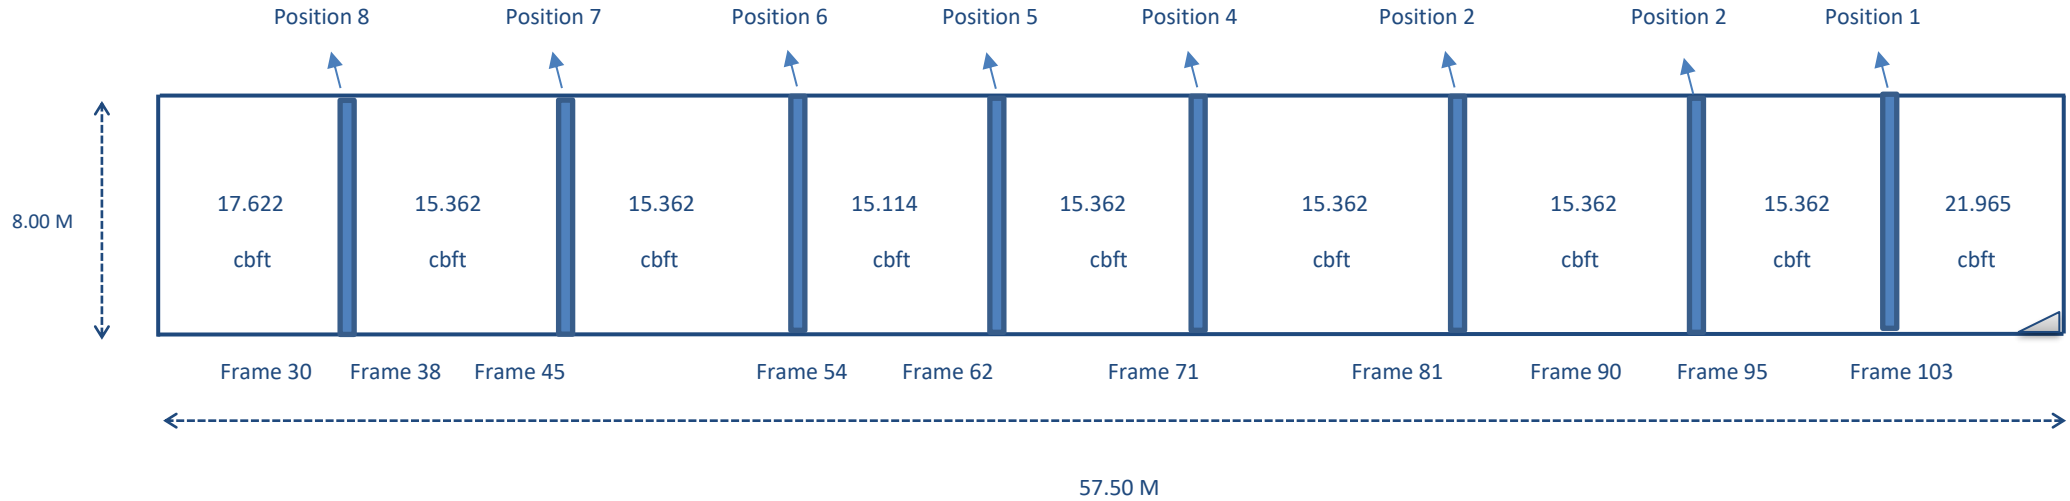 Position 8 Position 7 Position 6 Position 5 Position 4 Position 2 Position 2 Position 1
8.00 M
17.622 15.362 15.362 15.114 15.362 15.362 15.362 15.362 21.965
cbft cbft cbft cbft cbft cbft cbft cbft cbft
Frame 30 Frame 38 Frame 45 Frame 54 Frame 62 Frame 71 Frame 81 Frame 90 Frame 95 Frame 103
57.50 M